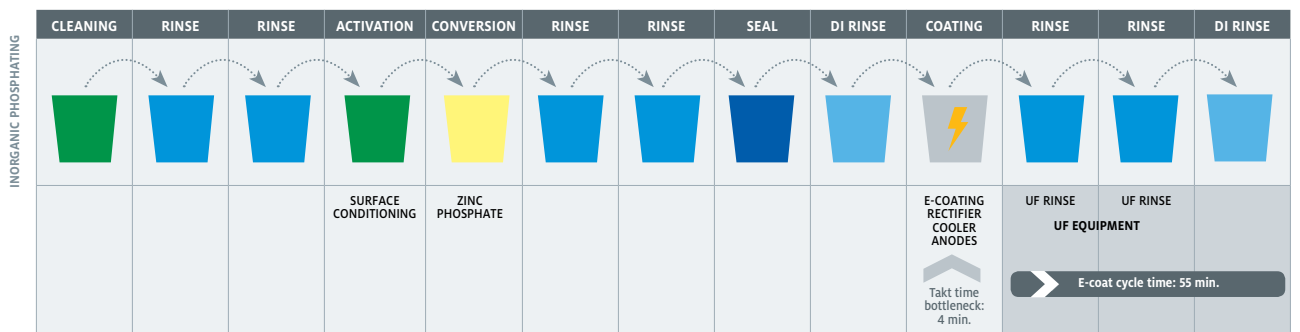 CLEANING RINSE RINSE ACTIVATION CONVERSION RINSE RINSE SEAL DI RINSE COATING RINSE RINSE DI RINSE
INORGANIC PHOSPHATING
SURFACE
CONDITIONING
ZINC
PHOSPHATE
E-COATING
RECTIFIER
COOLER
ANODES
Takt time
bottleneck:
4 min.
UF RINSE UF RINSE
UF EQUIPMENT
E-coat cycle time: 55 min.